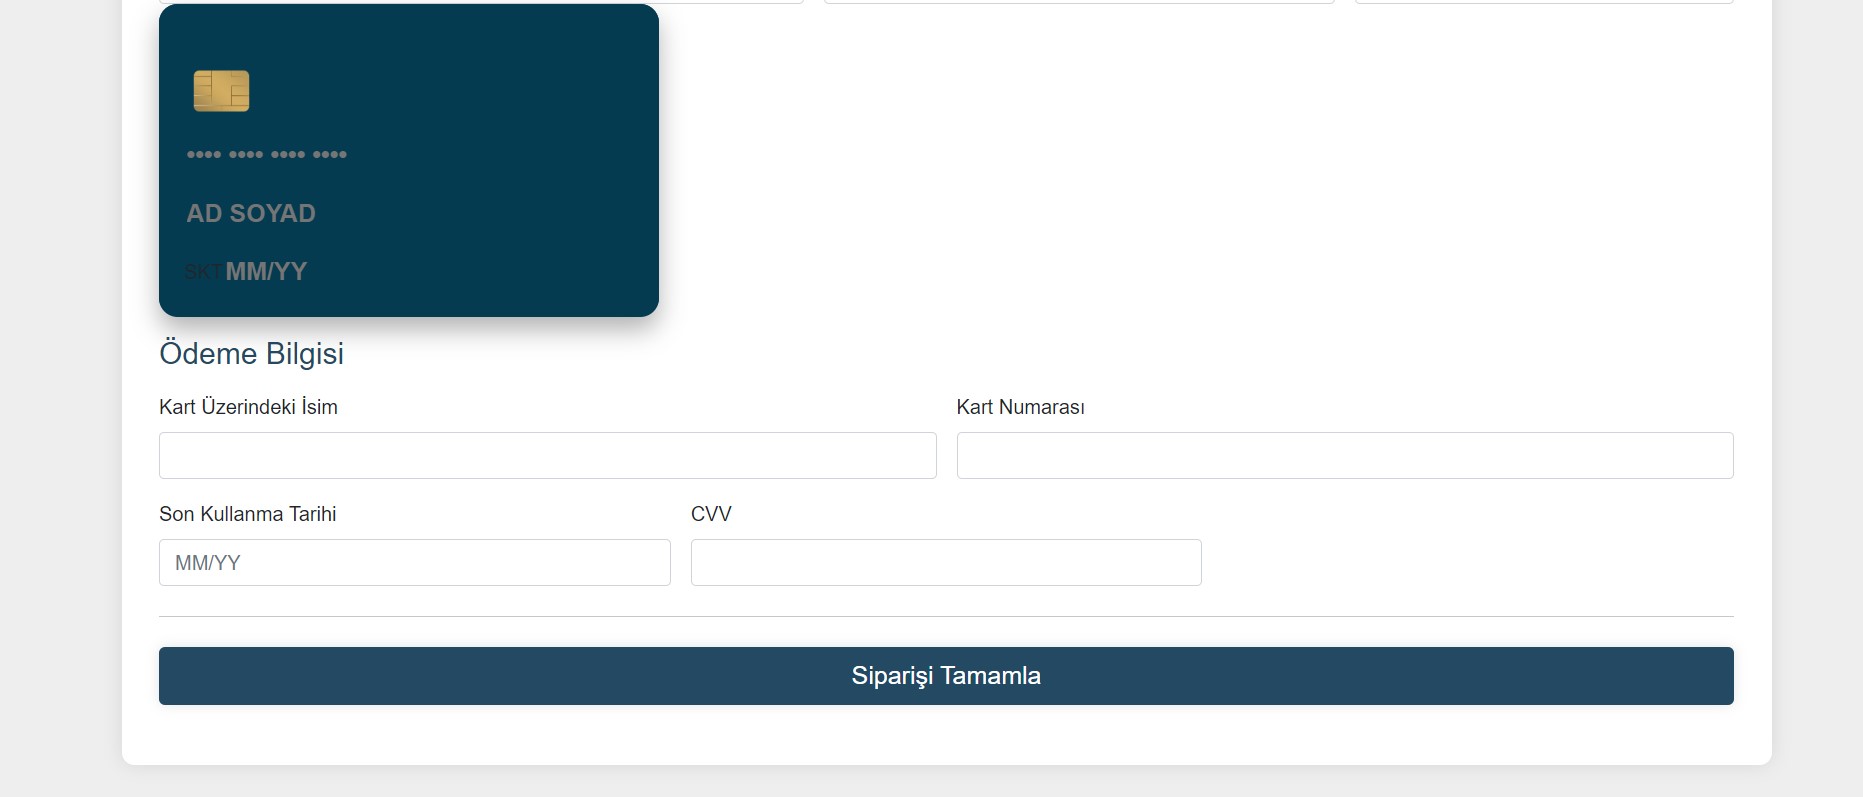 •••• •••• •••• ••••
AD SOYAD
SKT MM/YY
Ödeme Bilgisi
Kart Üzerindeki İsim
Kart Numarası
Son Kullanma Tarihi
CVV
MM/YY
Siparişi Tamamla